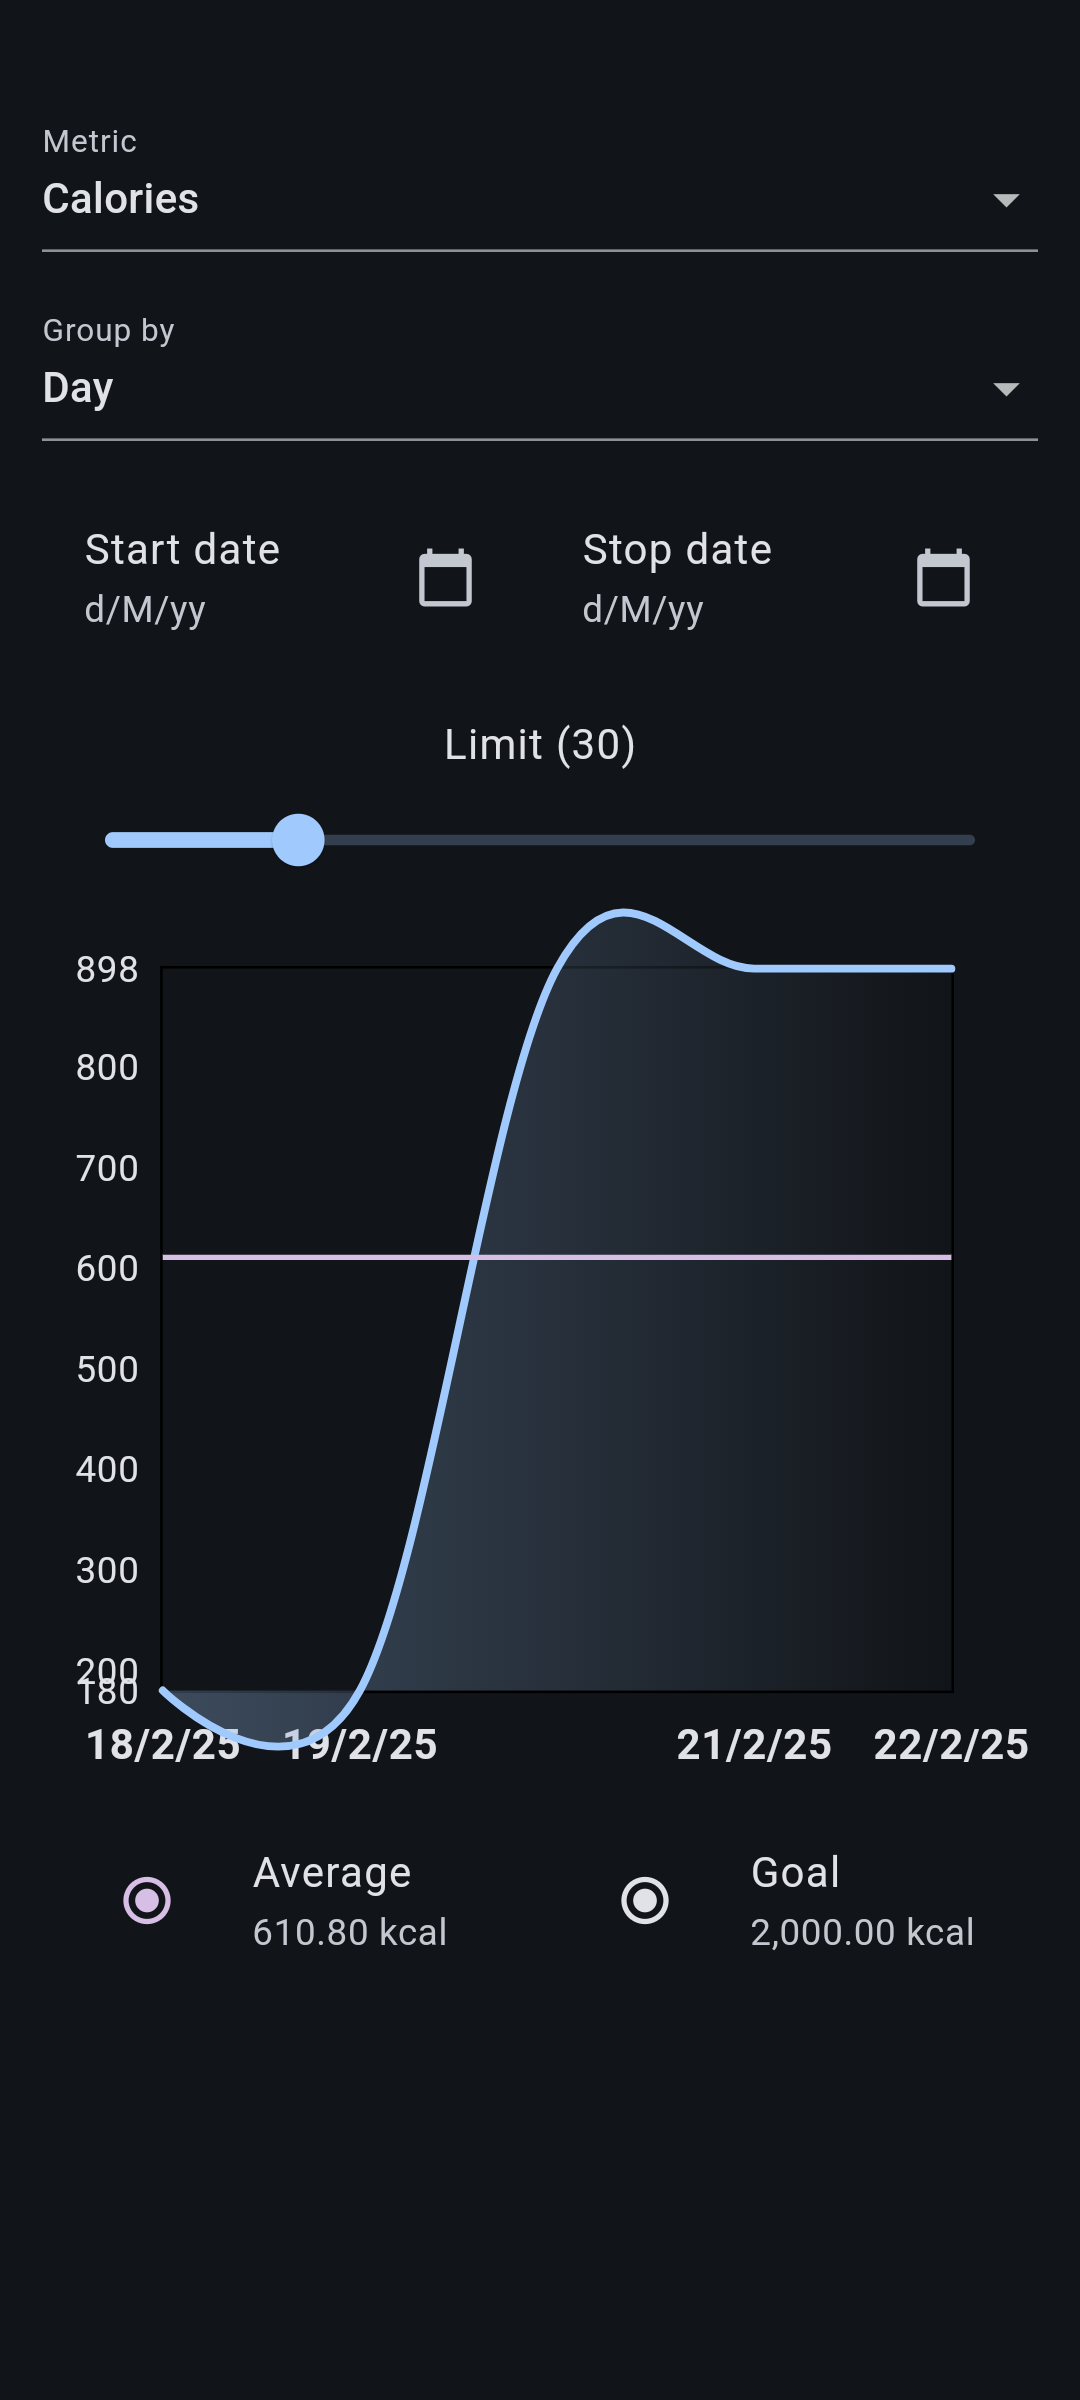 Metric
Calories
Group by
Day
Start date
d/M/yy
Stop date
d/M/yy
Limit (30)
898
800
700
600
500
400
300
200
180
18/2/25 19/2/25 21/2/25 22/2/25
Average
610.80 kcal
Goal
2,000.00 kcal